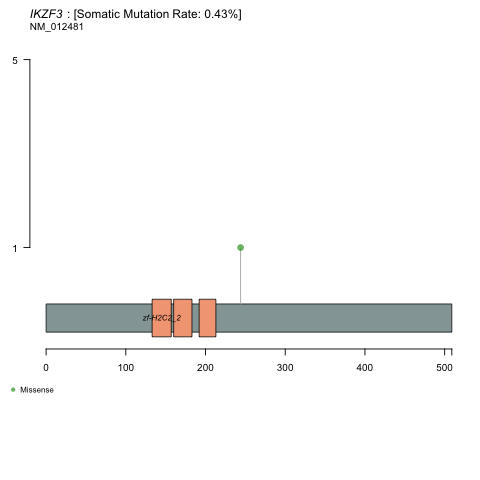 IKZF3 : [Somatic Mutation Rate: 0.43%]
NM_012481
5
1
zf-H2C2_2
0 100 200 300 400 500
Missense